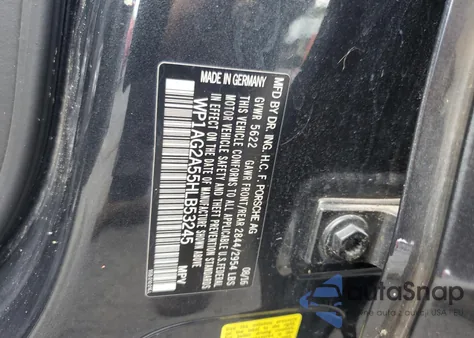 MFD BY DR. ING. H.C. F. PORSCHE AG 08/16
GVWR 5622 GAWR FRONT/REAR 2844/2954 LBS
THIS VEHICLE CONFORMS TO ALL APPLICABLE U.S.FEDERAL
MOTOR VEHICLE SAFETY AND THEFT PREVENTION STANDARDS
IN EFFECT ON THE DATE OF MANUFACTURE SHOWN ABOVE.
WP1AG2A55HLB53245 MPV
MADE IN GERMANY
autoSnap